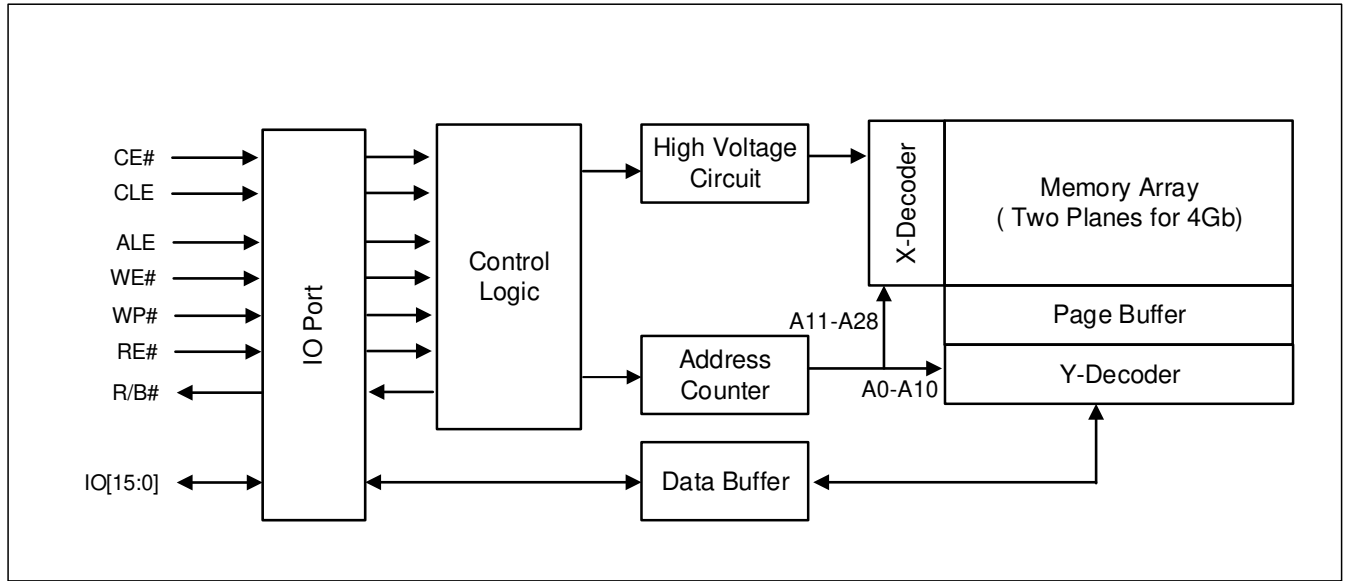 CE#
CLE
ALE
WE#
WP#
RE#
R/B#
IO[15:0]
IO Port
Control
Logic
High Voltage
Circuit
Address
Counter
Data Buffer
A11-A28
A0-A10
X-Decoder
Memory Array
( Two Planes for 4Gb)
Page Buffer
Y-Decoder